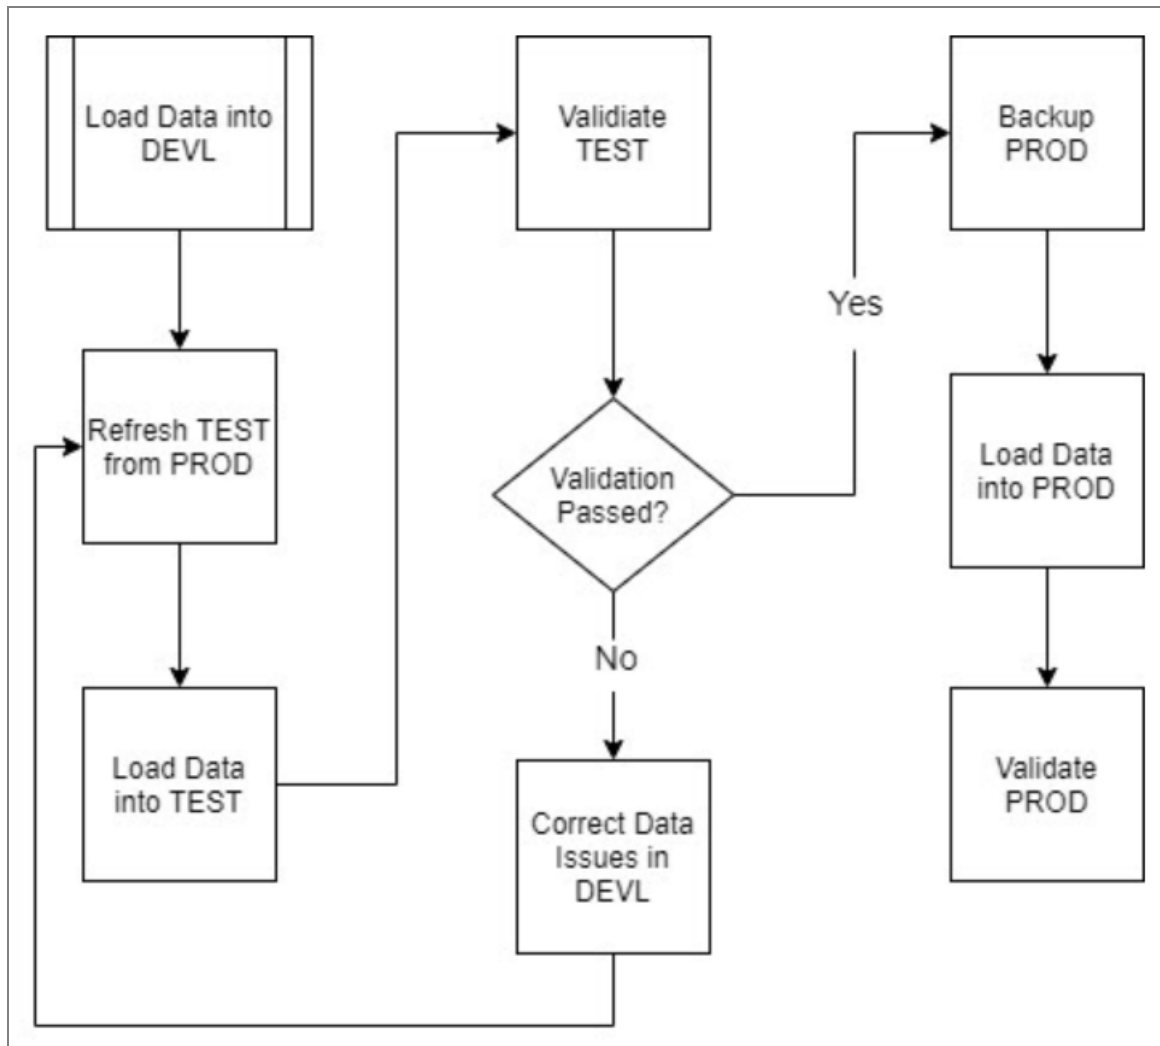 Load Data into
DEVL
Refresh TEST
from PROD
Load Data
into TEST
Validiate
TEST
Validation
Passed?
No
Correct Data
Issues in
DEVL
Yes
Backup
PROD
Load Data
into PROD
Validate
PROD